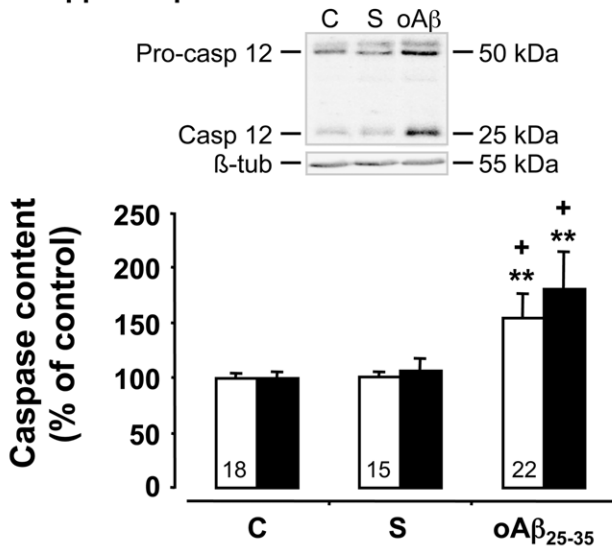 C S oAβ
Pro-casp 12 50 kDa
Casp 12 25 kDa
ß-tub 55 kDa
Caspase content
(% of control)
250
200
150
100
50
0
+
**
+
**
18
15
22
C S oAβ25-35